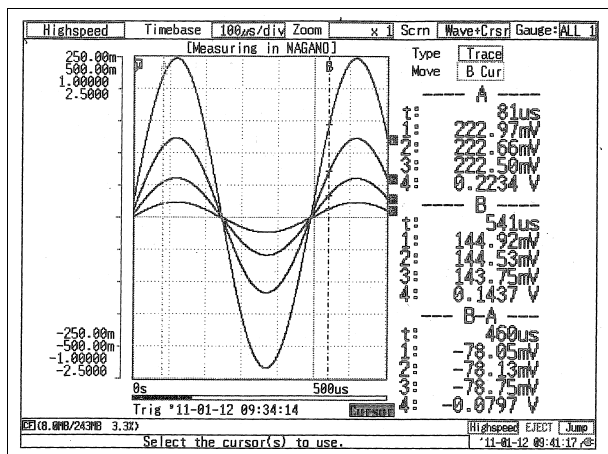 Highspeed Timebase 100µs/div Zoom x 1 Scrn Wave+Crsr Gauge: ALL 1
[Measuring in NAGANO]
250.00m
500.00m
1.00000
2.5000
-250.00m
-500.00m
-1.00000
-2.5000
B
0s 500us
Trig '11-01-12 09:34:14 Cursor
Type Trace
Move B Cur
A
t: 81us
1: 222.97mV
2: 222.66mV
3: 222.50mV
4: 0.2234 V
B
t: 541us
1: 144.92mV
2: 144.53mV
3: 143.75mV
4: 0.1437 V
B-A
t: 460us
1: -78.05mV
2: -78.13mV
3: -78.75mV
4: -0.0797 V
CF(8.0MB/243MB 3.3%) Highspeed EJECT Jump
Select the cursor(s) to use. '11-01-12 09:41:17